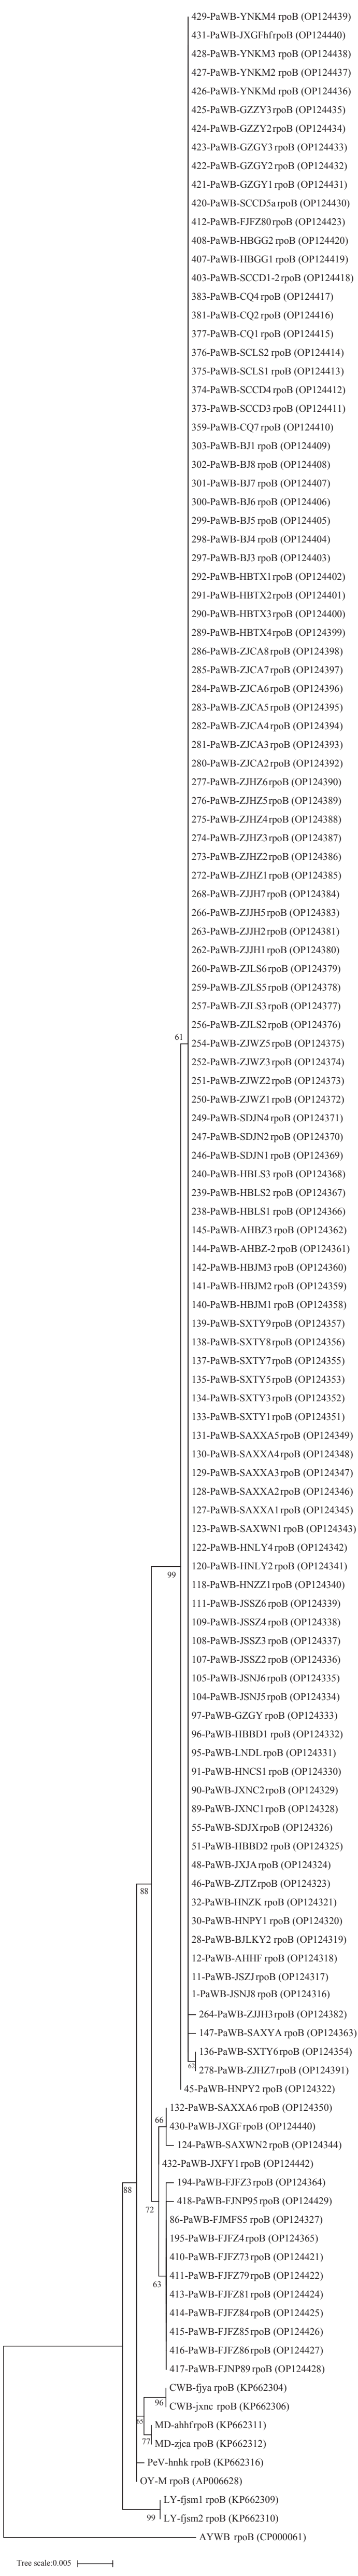 429-PaWB-YNKM4 rpoB (OP124439)
431-PaWB-JXGFhf rpoB (OP124440)
428-PaWB-YNKM3 rpoB (OP124438)
427-PaWB-YNKM2 rpoB (OP124437)
426-PaWB-YNKMd rpoB (OP124436)
425-PaWB-GZZY3 rpoB (OP124435)
424-PaWB-GZZY2 rpoB (OP124434)
423-PaWB-GZGY3 rpoB (OP124433)
422-PaWB-GZGY2 rpoB (OP124432)
421-PaWB-GZGY1 rpoB (OP124431)
420-PaWB-SCCD5a rpoB (OP124430)
412-PaWB-FJFZ80 rpoB (OP124423)
408-PaWB-HBGG2 rpoB (OP124420)
407-PaWB-HBGG1 rpoB (OP124419)
403-PaWB-SCCD1-2 rpoB (OP124418)
383-PaWB-CQ4 rpoB (OP124417)
381-PaWB-CQ2 rpoB (OP124416)
377-PaWB-CQ1 rpoB (OP124415)
376-PaWB-SCLS2 rpoB (OP124414)
375-PaWB-SCLS1 rpoB (OP124413)
374-PaWB-SCCD4 rpoB (OP124412)
373-PaWB-SCCD3 rpoB (OP124411)
359-PaWB-CQ7 rpoB (OP124410)
303-PaWB-BJ1 rpoB (OP124409)
302-PaWB-BJ8 rpoB (OP124408)
301-PaWB-BJ7 rpoB (OP124407)
300-PaWB-BJ6 rpoB (OP124406)
299-PaWB-BJ5 rpoB (OP124405)
298-PaWB-BJ4 rpoB (OP124404)
297-PaWB-BJ3 rpoB (OP124403)
292-PaWB-HBTX1 rpoB (OP124402)
291-PaWB-HBTX2 rpoB (OP124401)
290-PaWB-HBTX3 rpoB (OP124400)
289-PaWB-HBTX4 rpoB (OP124399)
286-PaWB-ZJCA8 rpoB (OP124398)
285-PaWB-ZJCA7 rpoB (OP124397)
284-PaWB-ZJCA6 rpoB (OP124396)
283-PaWB-ZJCA5 rpoB (OP124395)
282-PaWB-ZJCA4 rpoB (OP124394)
281-PaWB-ZJCA3 rpoB (OP124393)
280-PaWB-ZJCA2 rpoB (OP124392)
277-PaWB-ZJHZ6 rpoB (OP124390)
276-PaWB-ZJHZ5 rpoB (OP124389)
275-PaWB-ZJHZ4 rpoB (OP124388)
274-PaWB-ZJHZ3 rpoB (OP124387)
273-PaWB-ZJHZ2 rpoB (OP124386)
272-PaWB-ZJHZ1 rpoB (OP124385)
268-PaWB-ZJJH7 rpoB (OP124384)
266-PaWB-ZJJH5 rpoB (OP124383)
263-PaWB-ZJJH2 rpoB (OP124381)
262-PaWB-ZJJH1 rpoB (OP124380)
260-PaWB-ZJLS6 rpoB (OP124379)
259-PaWB-ZJLS5 rpoB (OP124378)
257-PaWB-ZJLS3 rpoB (OP124377)
256-PaWB-ZJLS2 rpoB (OP124376)
61
254-PaWB-ZJWZ5 rpoB (OP124375)
252-PaWB-ZJWZ3 rpoB (OP124374)
251-PaWB-ZJWZ2 rpoB (OP124373)
250-PaWB-ZJWZ1 rpoB (OP124372)
249-PaWB-SDJN4 rpoB (OP124371)
247-PaWB-SDJN2 rpoB (OP124370)
246-PaWB-SDJN1 rpoB (OP124369)
240-PaWB-HBLS3 rpoB (OP124368)
239-PaWB-HBLS2 rpoB (OP124367)
238-PaWB-HBLS1 rpoB (OP124366)
145-PaWB-AHBZ3 rpoB (OP124362)
144-PaWB-AHBZ-2 rpoB (OP124361)
142-PaWB-HBJM3 rpoB (OP124360)
141-PaWB-HBJM2 rpoB (OP124359)
140-PaWB-HBJM1 rpoB (OP124358)
139-PaWB-SXTY9 rpoB (OP124357)
138-PaWB-SXTY8 rpoB (OP124356)
137-PaWB-SXTY7 rpoB (OP124355)
135-PaWB-SXTY5 rpoB (OP124353)
134-PaWB-SXTY3 rpoB (OP124352)
133-PaWB-SXTY1 rpoB (OP124351)
131-PaWB-SAXXA5 rpoB (OP124349)
130-PaWB-SAXXA4 rpoB (OP124348)
129-PaWB-SAXXA3 rpoB (OP124347)
128-PaWB-SAXXA2 rpoB (OP124346)
127-PaWB-SAXXA1 rpoB (OP124345)
123-PaWB-SAXWN1 rpoB (OP124343)
122-PaWB-HNLY4 rpoB (OP124342)
120-PaWB-HNLY2 rpoB (OP124341)
99
118-PaWB-HNZZ1 rpoB (OP124340)
111-PaWB-JSSZ6 rpoB (OP124339)
109-PaWB-JSSZ4 rpoB (OP124338)
108-PaWB-JSSZ3 rpoB (OP124337)
107-PaWB-JSSZ2 rpoB (OP124336)
105-PaWB-JSNJ6 rpoB (OP124335)
104-PaWB-JSNJ5 rpoB (OP124334)
97-PaWB-GZGY rpoB (OP124333)
96-PaWB-HBBD1 rpoB (OP124332)
95-PaWB-LNDL rpoB (OP124331)
91-PaWB-HNCS1 rpoB (OP124330)
90-PaWB-JXNC2 rpoB (OP124329)
89-PaWB-JXNC1 rpoB (OP124328)
55-PaWB-SDJX rpoB (OP124326)
51-PaWB-HBBD2 rpoB (OP124325)
48-PaWB-JXJA rpoB (OP124324)
88
46-PaWB-ZJTZ rpoB (OP124323)
32-PaWB-HNZK rpoB (OP124321)
30-PaWB-HNPY1 rpoB (OP124320)
28-PaWB-BJLKY2 rpoB (OP124319)
12-PaWB-AHHF rpoB (OP124318)
11-PaWB-JSZJ rpoB (OP124317)
1-PaWB-JSNJ8 rpoB (OP124316)
264-PaWB-ZJJH3 rpoB (OP124382)
147-PaWB-SAXYA rpoB (OP124363)
136-PaWB-SXTY6 rpoB (OP124354)
62
278-PaWB-ZJHZ7 rpoB (OP124391)
45-PaWB-HNPY2 rpoB (OP124322)
132-PaWB-SAXXA6 rpoB (OP124350)
66
430-PaWB-JXGF rpoB (OP124440)
124-PaWB-SAXWN2 rpoB (OP124344)
432-PaWB-JXFY1 rpoB (OP124442)
194-PaWB-FJFZ3 rpoB (OP124364)
88
418-PaWB-FJNP95 rpoB (OP124429)
72
86-PaWB-FJMFS5 rpoB (OP124327)
195-PaWB-FJFZ4 rpoB (OP124365)
410-PaWB-FJFZ73 rpoB (OP124421)
411-PaWB-FJFZ79 rpoB (OP124422)
63
413-PaWB-FJFZ81 rpoB (OP124424)
414-PaWB-FJFZ84 rpoB (OP124425)
415-PaWB-FJFZ85 rpoB (OP124426)
416-PaWB-FJFZ86 rpoB (OP124427)
417-PaWB-FJNP89 rpoB (OP124428)
CWB-fjya rpoB (KP662304)
96
CWB-jxnc rpoB (KP662306)
65
MD-ahhf rpoB (KP662311)
77
MD-zjca rpoB (KP662312)
PeV-hnhk rpoB (KP662316)
OY-M rpoB (AP006628)
LY-fjsm1 rpoB (KP662309)
99
LY-fjsm2 rpoB (KP662310)
AYWB rpoB (CP000061)
Tree scale:0.005